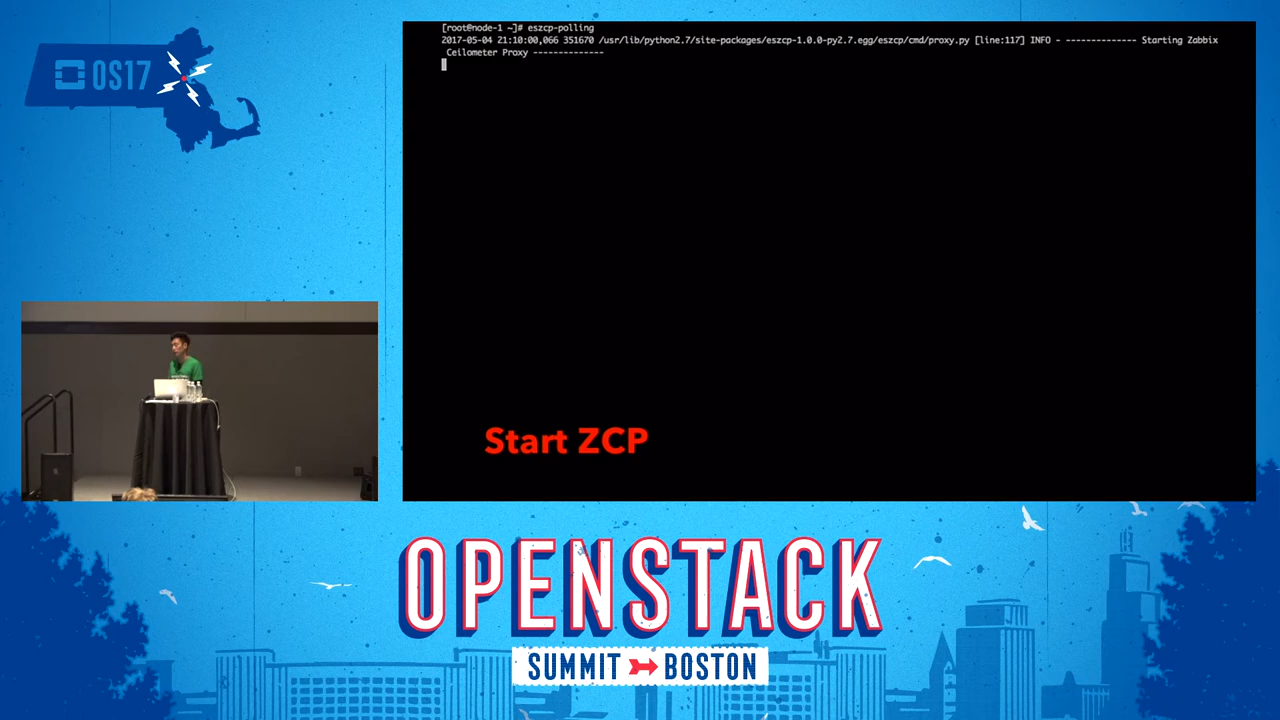 OS17
[root@node-1 ~]# eszcp-polling
2017-05-04 21:10:00,066 351670 /usr/lib/python2.7/site-packages/eszcp-1.0.0-py2.7.egg/eszcp/cmd/proxy.py [line:117] INFO - -------------- Starting Zabbix
Ceilometer Proxy --------------
Start ZCP
OPENSTACK
SUMMIT BOSTON